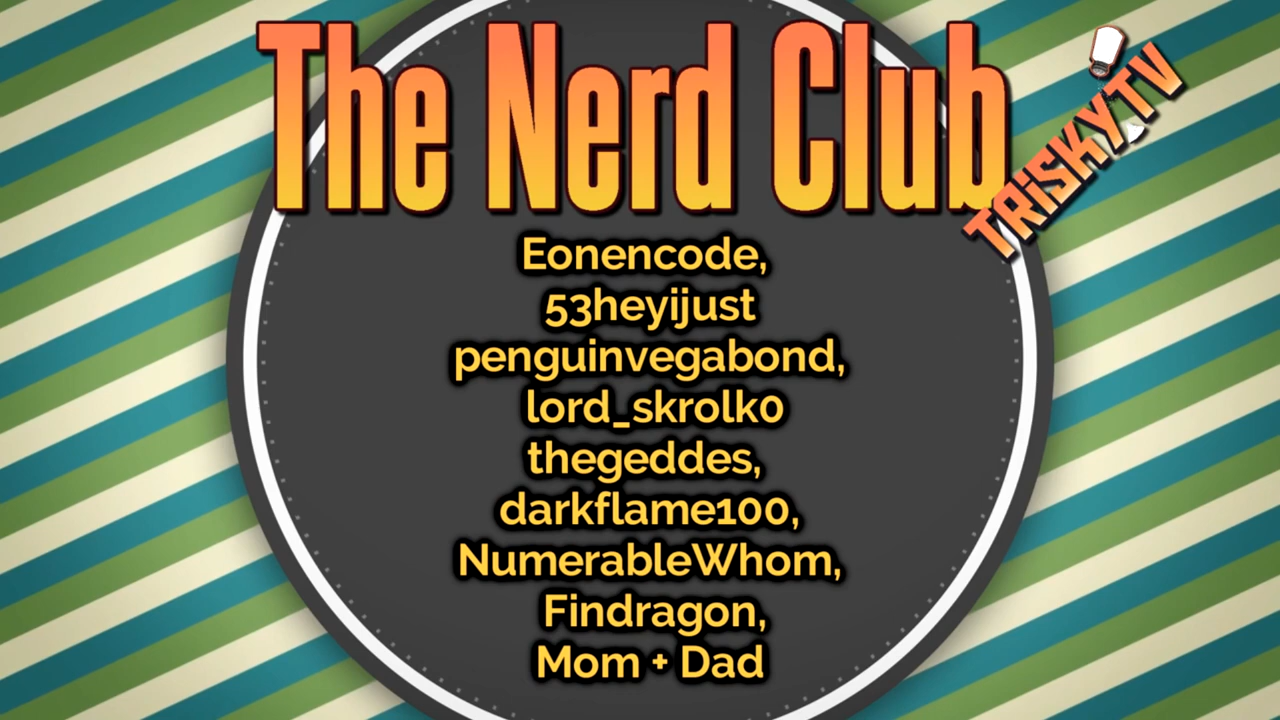 The Nerd Club
TRiSKY.TV
Eonencode,
53heyijust
penguinvegabond,
lord_skrolk0
thegeddes,
darkflame100,
NumerableWhom,
Findragon,
Mom + Dad